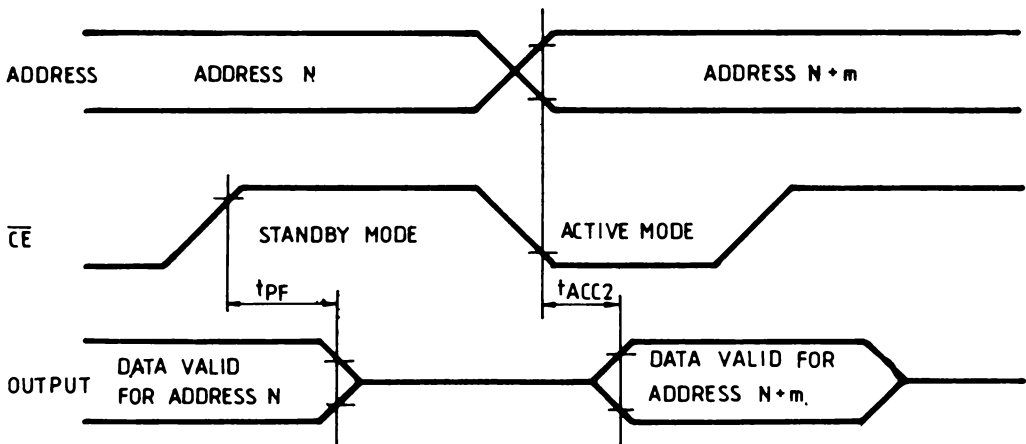 ADDRESS
ADDRESS N
ADDRESS N+m
CE
STANDBY MODE
ACTIVE MODE
tPF
tACC2
OUTPUT
DATA VALID
FOR ADDRESS N
DATA VALID FOR
ADDRESS N+m.